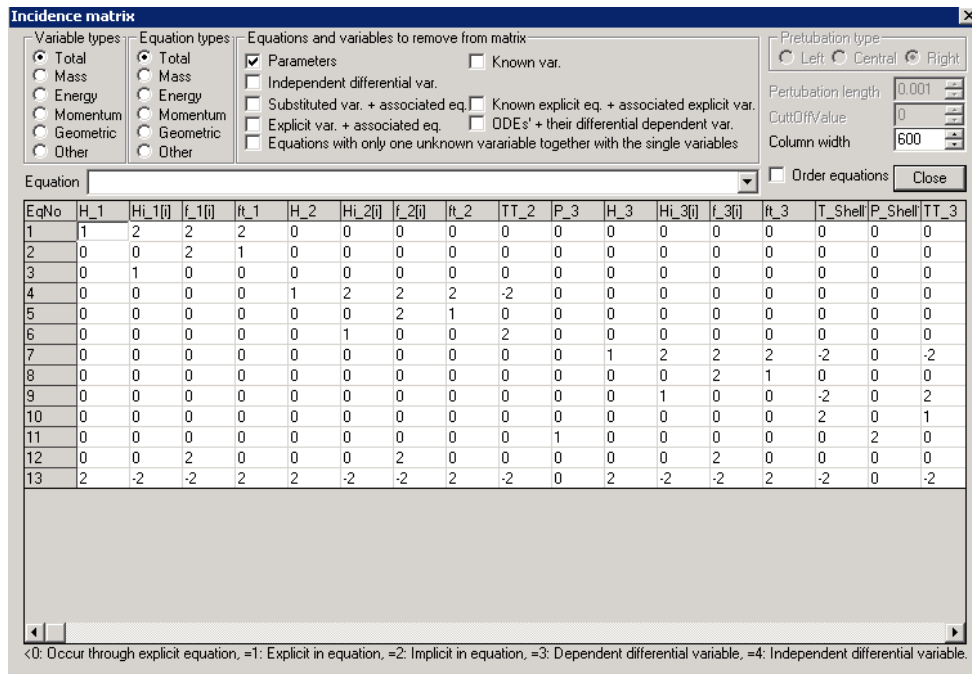 Incidence matrix
Variable types
Total
Mass
Energy
Momentum
Geometric
Other
Equation types
Total
Mass
Energy
Momentum
Geometric
Other
Equations and variables to remove from matrix
Parameters
Known var.
Independent differential var.
Substituted var. + associated eq.
Known explicit eq. + associated explicit var.
Explicit var. + associated eq.
ODEs' + their differential dependent var.
Equations with only one unknown varariable together with the single variables
Pretubation type
Left Central Right
Pertubation length 0.001
CuttOffValue 0
Column width 600
Equation
Order equations
Close
EqNo H_1 Hi_1[i] f_1[i] ft_1 H_2 Hi_2[i] f_2[i] ft_2 TT_2 P_3 H_3 Hi_3[i] f_3[i] ft_3 T_Shell P_Shell TT_3
1 1 2 2 2 0 0 0 0 0 0 0 0 0 0 0 0 0
2 0 0 2 1 0 0 0 0 0 0 0 0 0 0 0 0 0
3 0 1 0 0 0 0 0 0 0 0 0 0 0 0 0 0 0
4 0 0 0 0 1 2 2 2 -2 0 0 0 0 0 0 0 0
5 0 0 0 0 0 0 2 1 0 0 0 0 0 0 0 0 0
6 0 0 0 0 0 1 0 0 2 0 0 0 0 0 0 0 0
7 0 0 0 0 0 0 0 0 0 0 1 2 2 2 -2 0 -2
8 0 0 0 0 0 0 0 0 0 0 0 0 2 1 0 0 0
9 0 0 0 0 0 0 0 0 0 0 0 1 0 0 -2 0 2
10 0 0 0 0 0 0 0 0 0 0 0 0 0 0 2 0 1
11 0 0 0 0 0 0 0 0 0 1 0 0 0 0 0 2 0
12 0 0 2 0 0 0 2 0 0 0 0 0 2 0 0 0 0
13 2 -2 -2 2 2 -2 -2 2 -2 0 2 -2 -2 2 -2 0 -2
<0: Occur through explicit equation, =1: Explicit in equation, =2: Implicit in equation, =3: Dependent differential variable, =4: Independent differential variable.